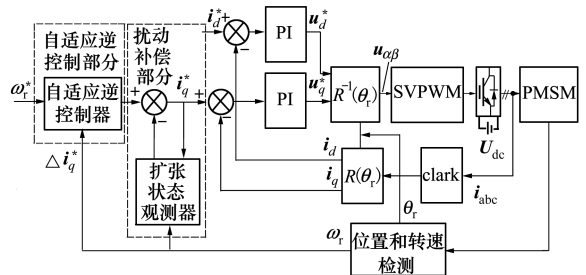 自适应逆
控制部分
扰动
补偿
部分
i_d^*
+
−
PI
u_d^*
ω_r^*
自适应逆
控制器
+
−
i_q^*
+
−
PI
u_q^*
R^{-1}(θ_r)
u_{αβ}
SVPWM
U_dc
PMSM
△i_q^*
扩张
状态
观测器
i_d
i_q
R(θ_r)
clark
i_abc
θ_r
ω_r
位置和转速
检测